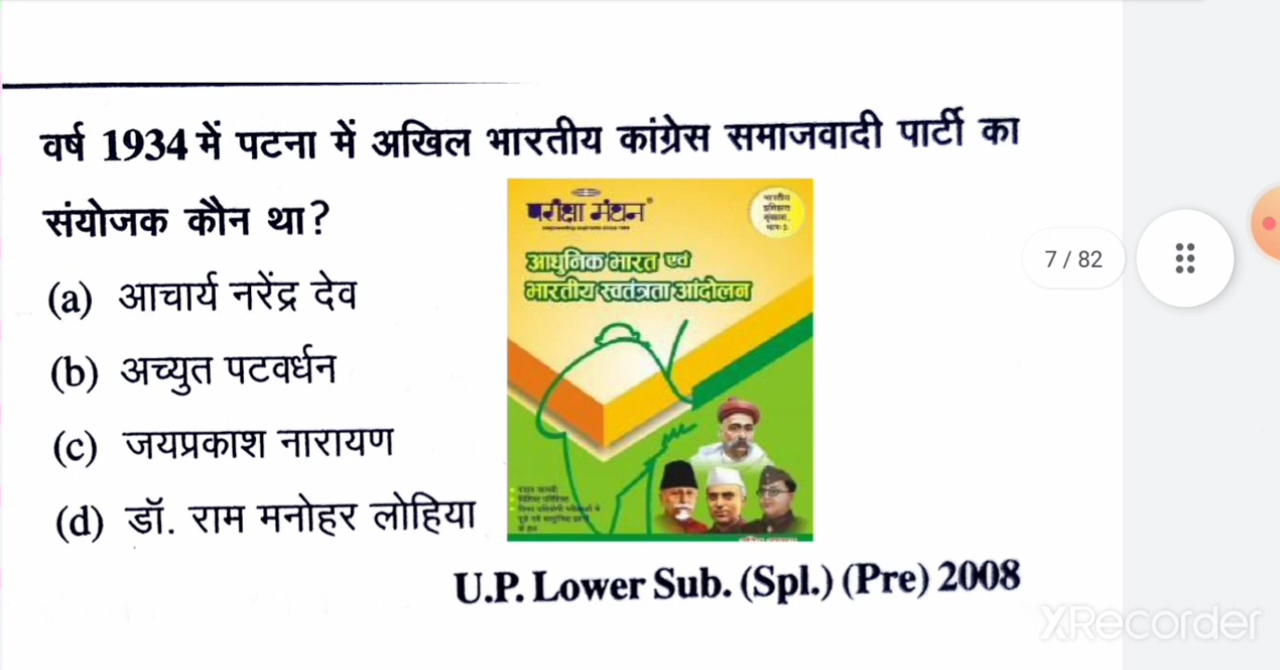 वर्ष 1934 में पटना में अखिल भारतीय कांग्रेस समाजवादी पार्टी का
संयोजक कौन था?
(a) आचार्य नरेंद्र देव
(b) अच्युत पटवर्धन
(c) जयप्रकाश नारायण
(d) डॉ. राम मनोहर लोहिया
परीक्षा मंथन
भारतीय
आधुनिक भारत एवं
भारतीय स्वतंत्रता आंदोलन
7 / 82
U.P. Lower Sub. (Spl.) (Pre) 2008
XRecorder